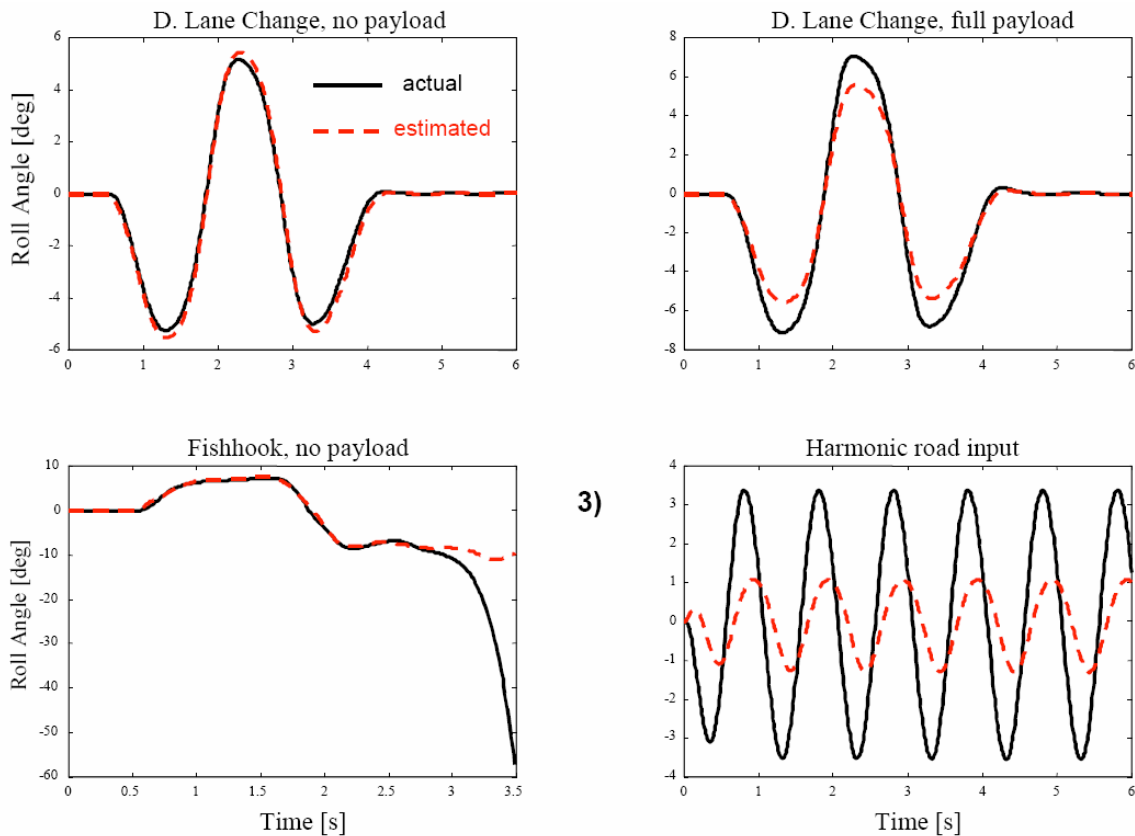 D. Lane Change, no payload
Roll Angle [deg]
6
4
2
0
-2
-4
-6
0 1 2 3 4 5 6
actual
estimated
D. Lane Change, full payload
8
6
4
2
0
-2
-4
-6
-8
0 1 2 3 4 5 6
Fishhook, no payload
Roll Angle [deg]
10
0
-10
-20
-30
-40
-50
-60
0 0.5 1 1.5 2 2.5 3 3.5
Time [s]
3)
Harmonic road input
4
3
2
1
0
-1
-2
-3
-4
0 1 2 3 4 5 6
Time [s]